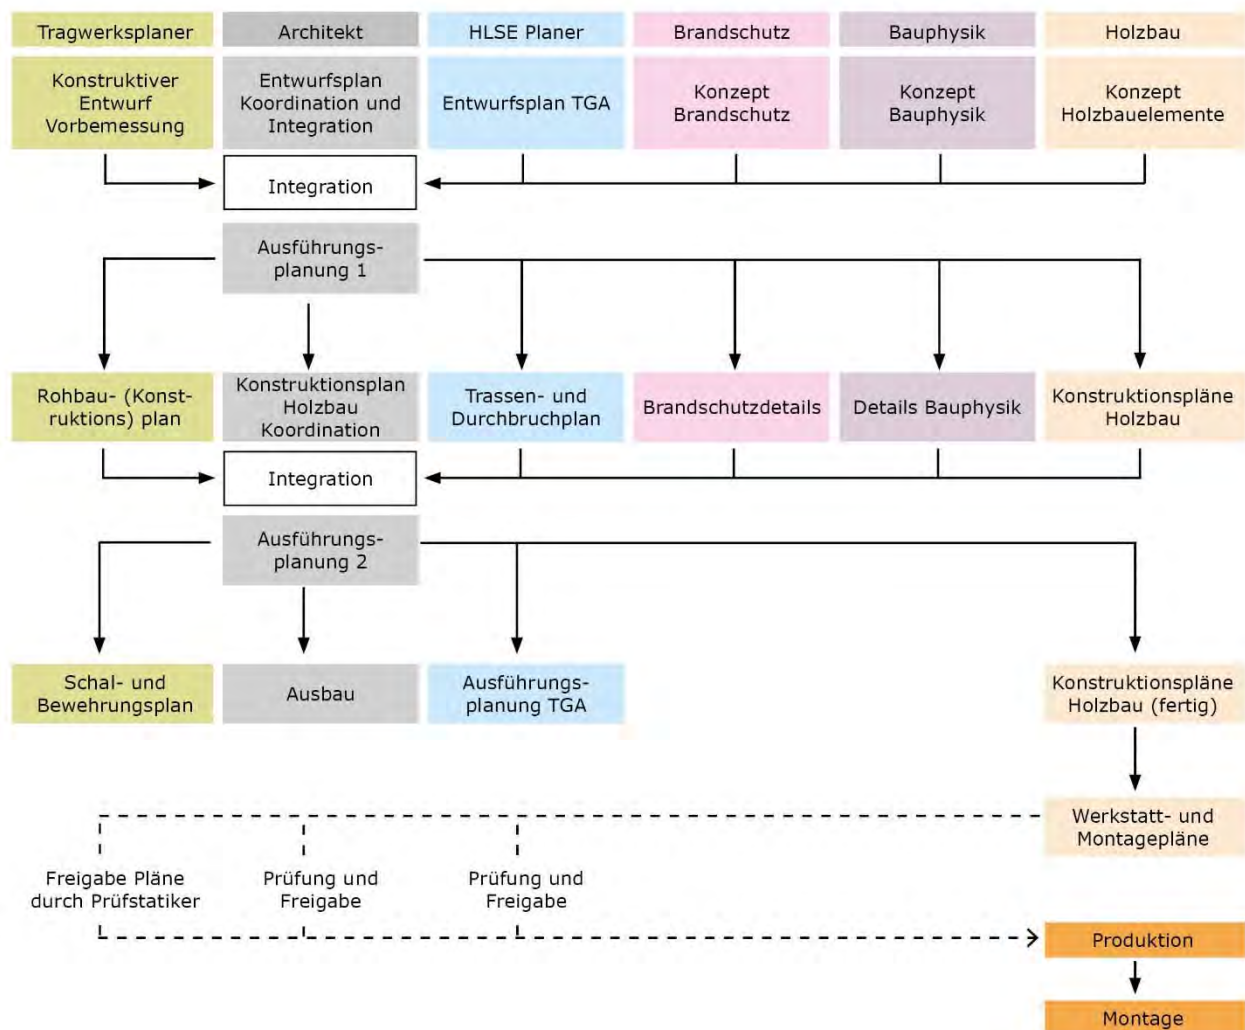 Tragwerksplaner
Architekt
HLSE Planer
Brandschutz
Bauphysik
Holzbau
Konstruktiver
Entwurf
Vorbemessung
Entwurfsplan
Koordination und
Integration
Entwurfsplan TGA
Konzept
Brandschutz
Konzept
Bauphysik
Konzept
Holzbauelemente
Integration
Ausführungs-
planung 1
Rohbau- (Konst-
ruktions) plan
Konstruktionsplan
Holzbau
Koordination
Trassen- und
Durchbruchplan
Brandschutzdetails
Details Bauphysik
Konstruktionspläne
Holzbau
Integration
Ausführungs-
planung 2
Schal- und
Bewehrungsplan
Ausbau
Ausführungs-
planung TGA
Konstruktionspläne
Holzbau (fertig)
Werkstatt- und
Montagepläne
Freigabe Pläne
durch Prüfstatiker
Prüfung und
Freigabe
Prüfung und
Freigabe
Produktion
Montage